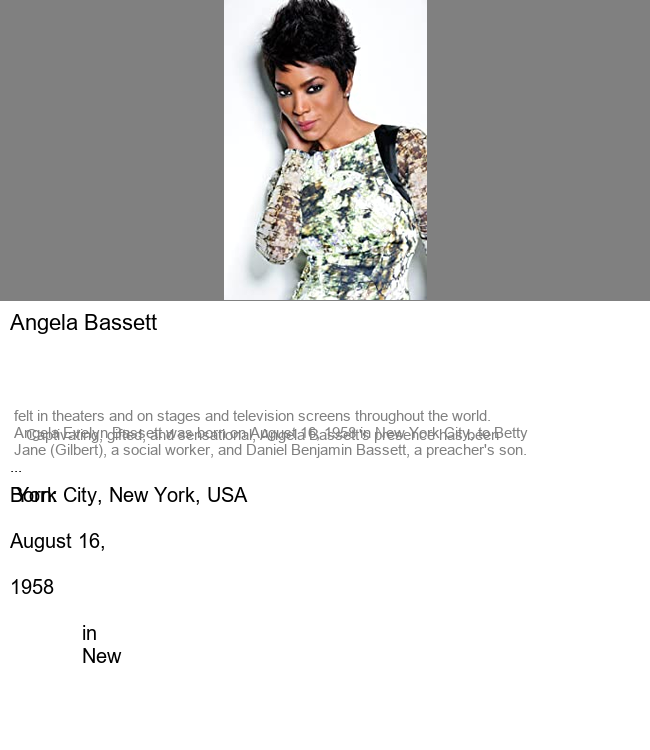 Angela Bassett
felt in theaters and on stages and television screens throughout the world.
Angela Evelyn Bassett was born on August 16, 1958 in New York City, to Betty
Captivating, gifted, and sensational, Angela Bassett's presence has been
Jane (Gilbert), a social worker, and Daniel Benjamin Bassett, a preacher's son.
...
Born:
York City, New York, USA
August 16,
1958
in
New